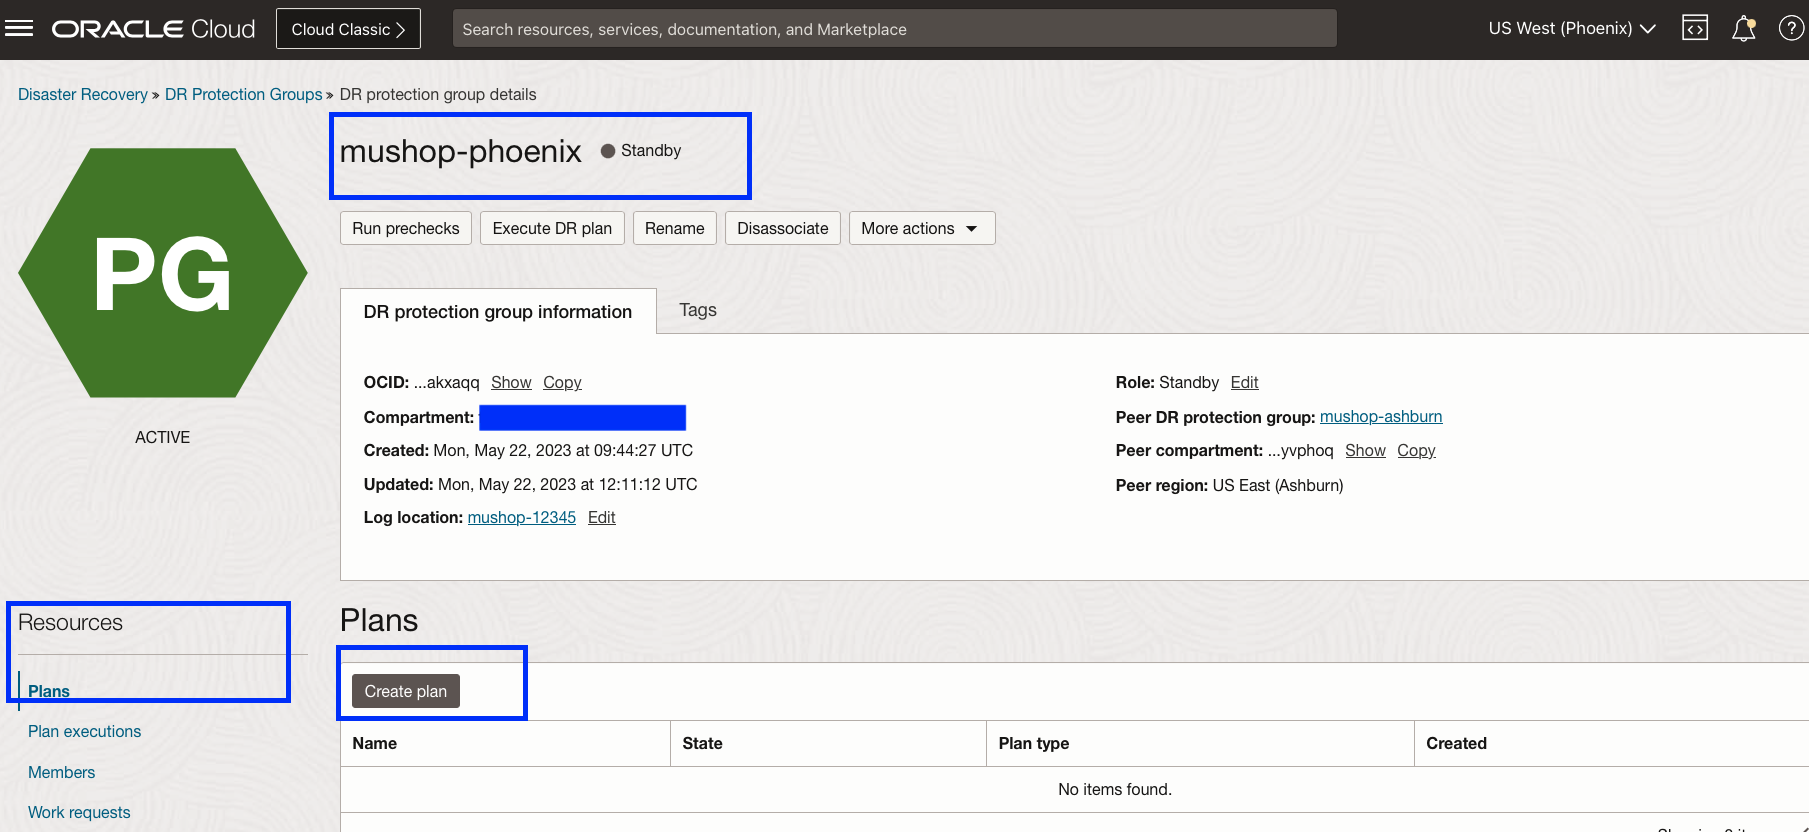 ORACLE Cloud
Cloud Classic
Search resources, services, documentation, and Marketplace
US West (Phoenix)
Disaster Recovery » DR Protection Groups » DR protection group details
mushop-phoenix
Standby
PG
ACTIVE
Run prechecks
Execute DR plan
Rename
Disassociate
More actions
DR protection group information
Tags
OCID: ...akxaqq Show Copy
Compartment:
Created: Mon, May 22, 2023 at 09:44:27 UTC
Updated: Mon, May 22, 2023 at 12:11:12 UTC
Log location: mushop-12345 Edit
Role: Standby Edit
Peer DR protection group: mushop-ashburn
Peer compartment: ...yvphoq Show Copy
Peer region: US East (Ashburn)
Resources
Plans
Plan executions
Members
Work requests
Plans
Create plan
Name State Plan type Created
No items found.